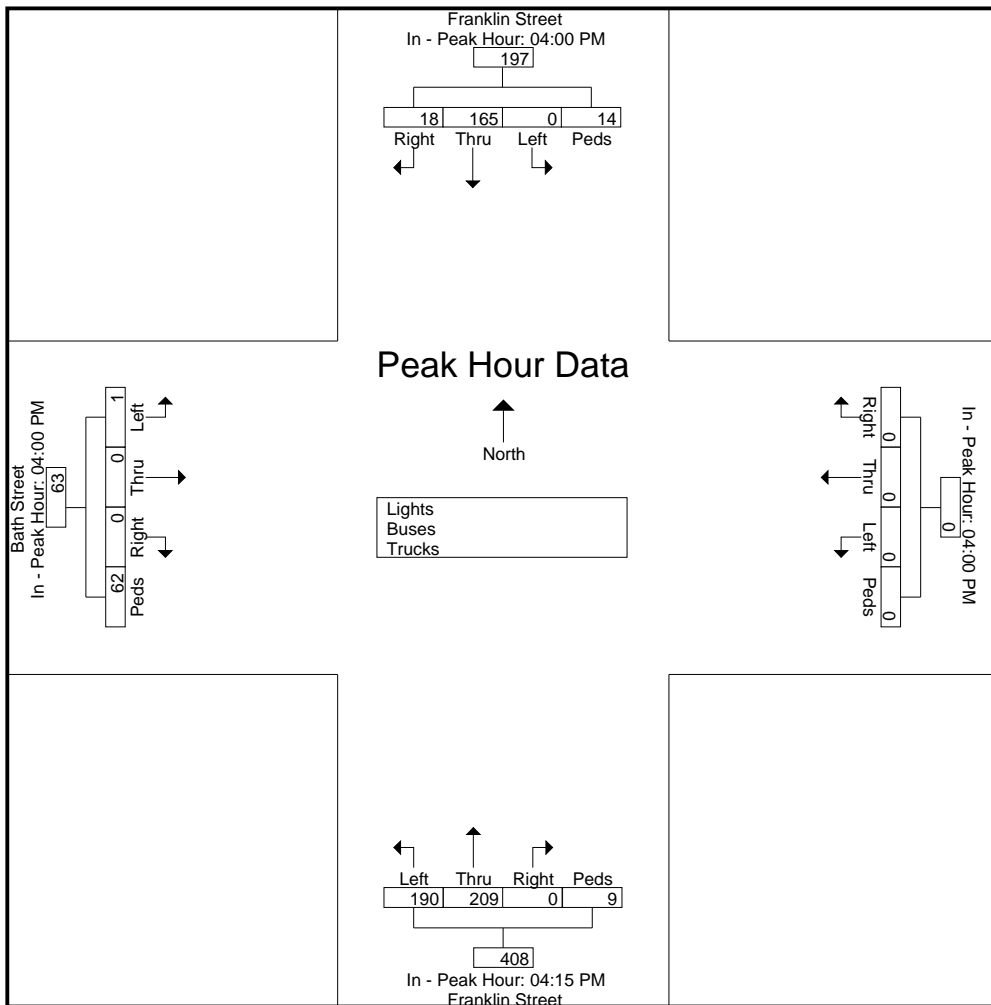 Franklin Street
In - Peak Hour: 04:00 PM
197
18 165 0 14
Right Thru Left Peds
Peak Hour Data
North
Lights
Buses
Trucks
Bath Street
In - Peak Hour: 04:00 PM
63
1 0 0 62
Left Thru Right Peds
In - Peak Hour: 04:00 PM
0
0 0 0 0
Right Thru Left Peds
Left Thru Right Peds
190 209 0 9
408
In - Peak Hour: 04:15 PM
Franklin Street